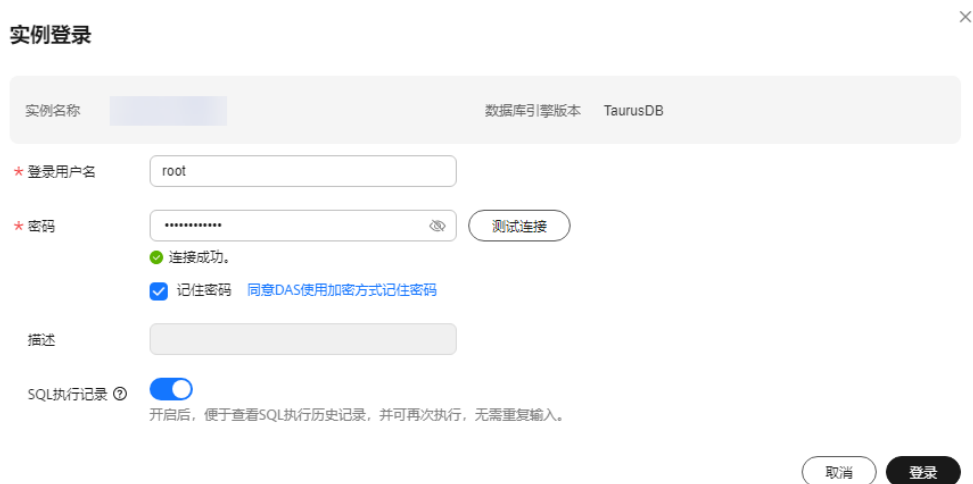 实例登录
实例名称 数据库引擎版本 TaurusDB
* 登录用户名 root
* 密码 •••••••••••• 测试连接
连接成功。
记住密码 同意DAS使用加密方式记住密码
描述
SQL执行记录
开启后，便于查看SQL执行历史记录，并可再次执行，无需重复输入。
取消 登录